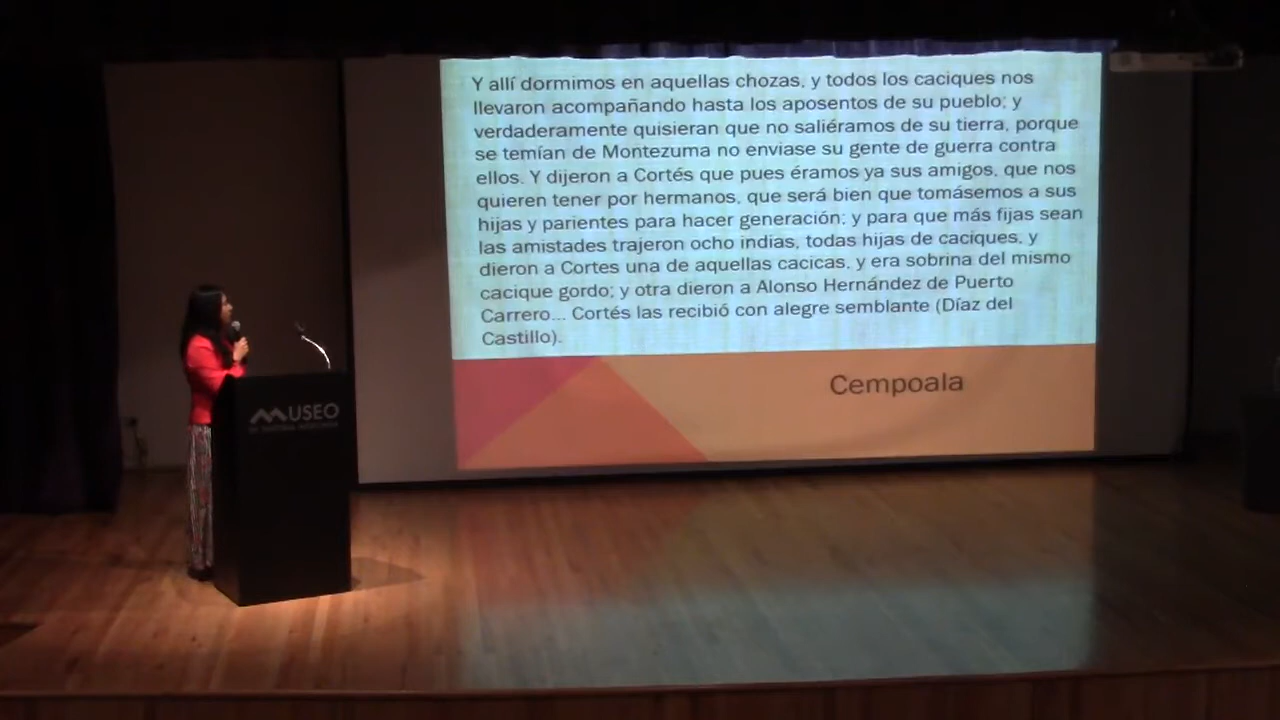 Y allí dormimos en aquellas chozas, y todos los caciques nos
llevaron acompañando hasta los aposentos de su pueblo; y
verdaderamente quisieran que no saliéramos de su tierra, porque
se temían de Montezuma no enviase su gente de guerra contra
ellos. Y dijeron a Cortés que pues éramos ya sus amigos, que nos
quieren tener por hermanos, que será bien que tomásemos a sus
hijas y parientes para hacer generación; y para que más fijas sean
las amistades trajeron ocho indias, todas hijas de caciques, y
dieron a Cortes una de aquellas cacicas, y era sobrina del mismo
cacique gordo; y otra dieron a Alonso Hernández de Puerto
Carrero... Cortés las recibió con alegre semblante (Díaz del
Castillo).
Cempoala
MUSEO